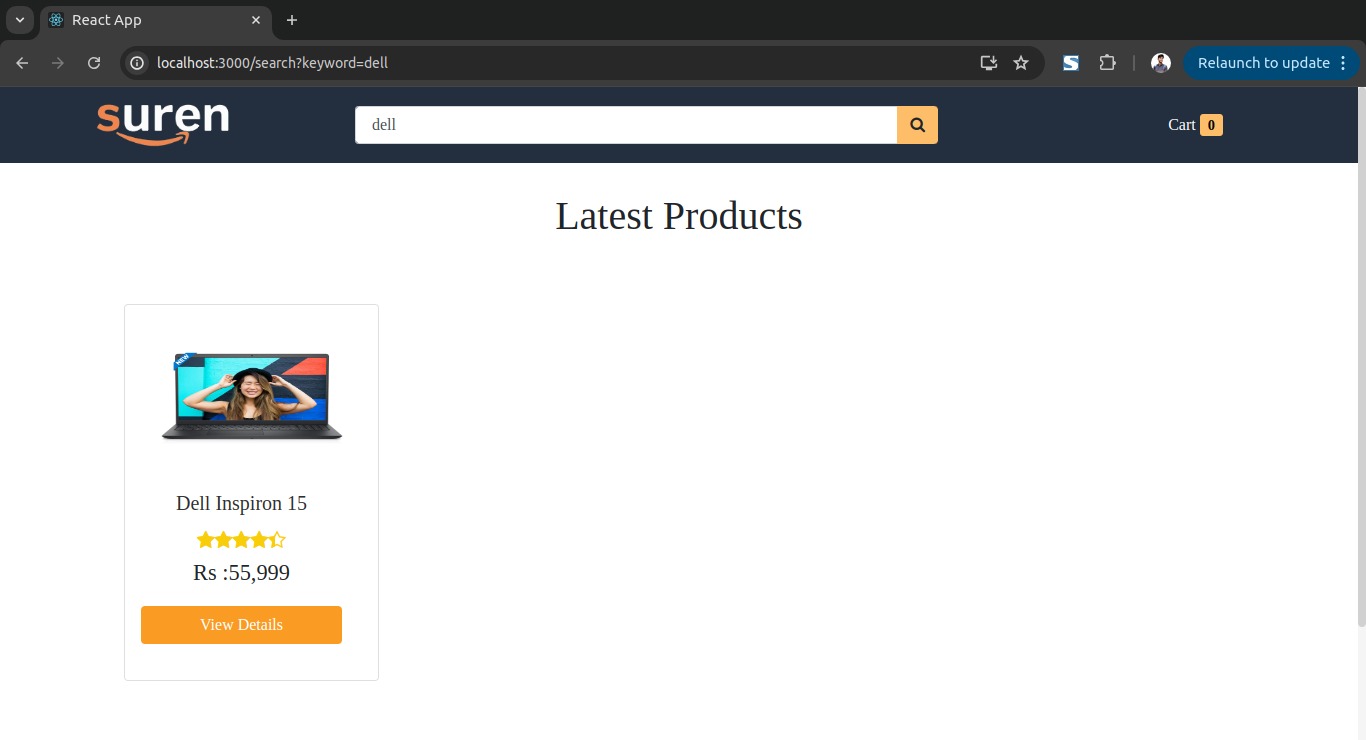 React App
localhost:3000/search?keyword=dell
Relaunch to update
suren
dell
Cart 0
Latest Products
NEW
Dell Inspiron 15
Rs :55,999
View Details